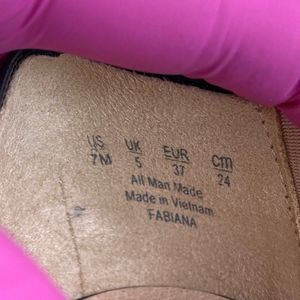 US UK EUR cm
7M 5 37 24
All Man Made
Made in Vietnam
FABIANA